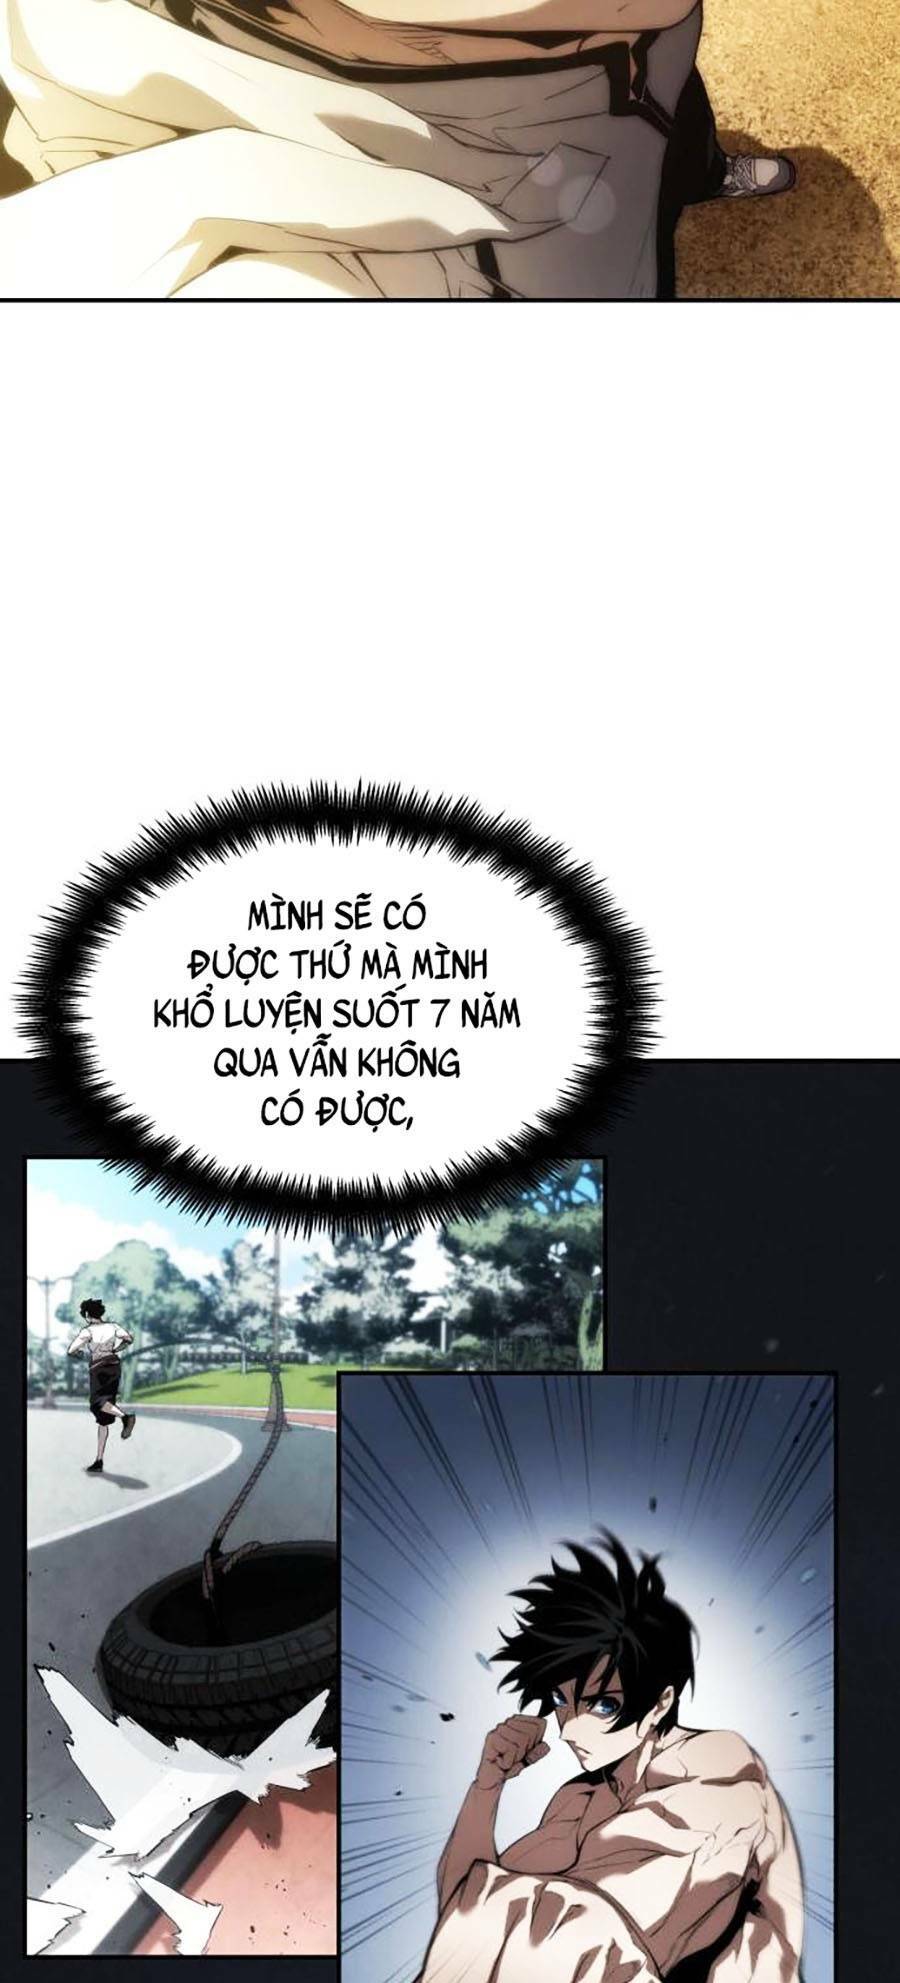 MÌNH SẼ CÓ
ĐƯỢC THỨ MÀ MÌNH
KHỔ LUYỆN SUỐT 7 NĂM
QUA VẪN KHÔNG
CÓ ĐƯỢC,